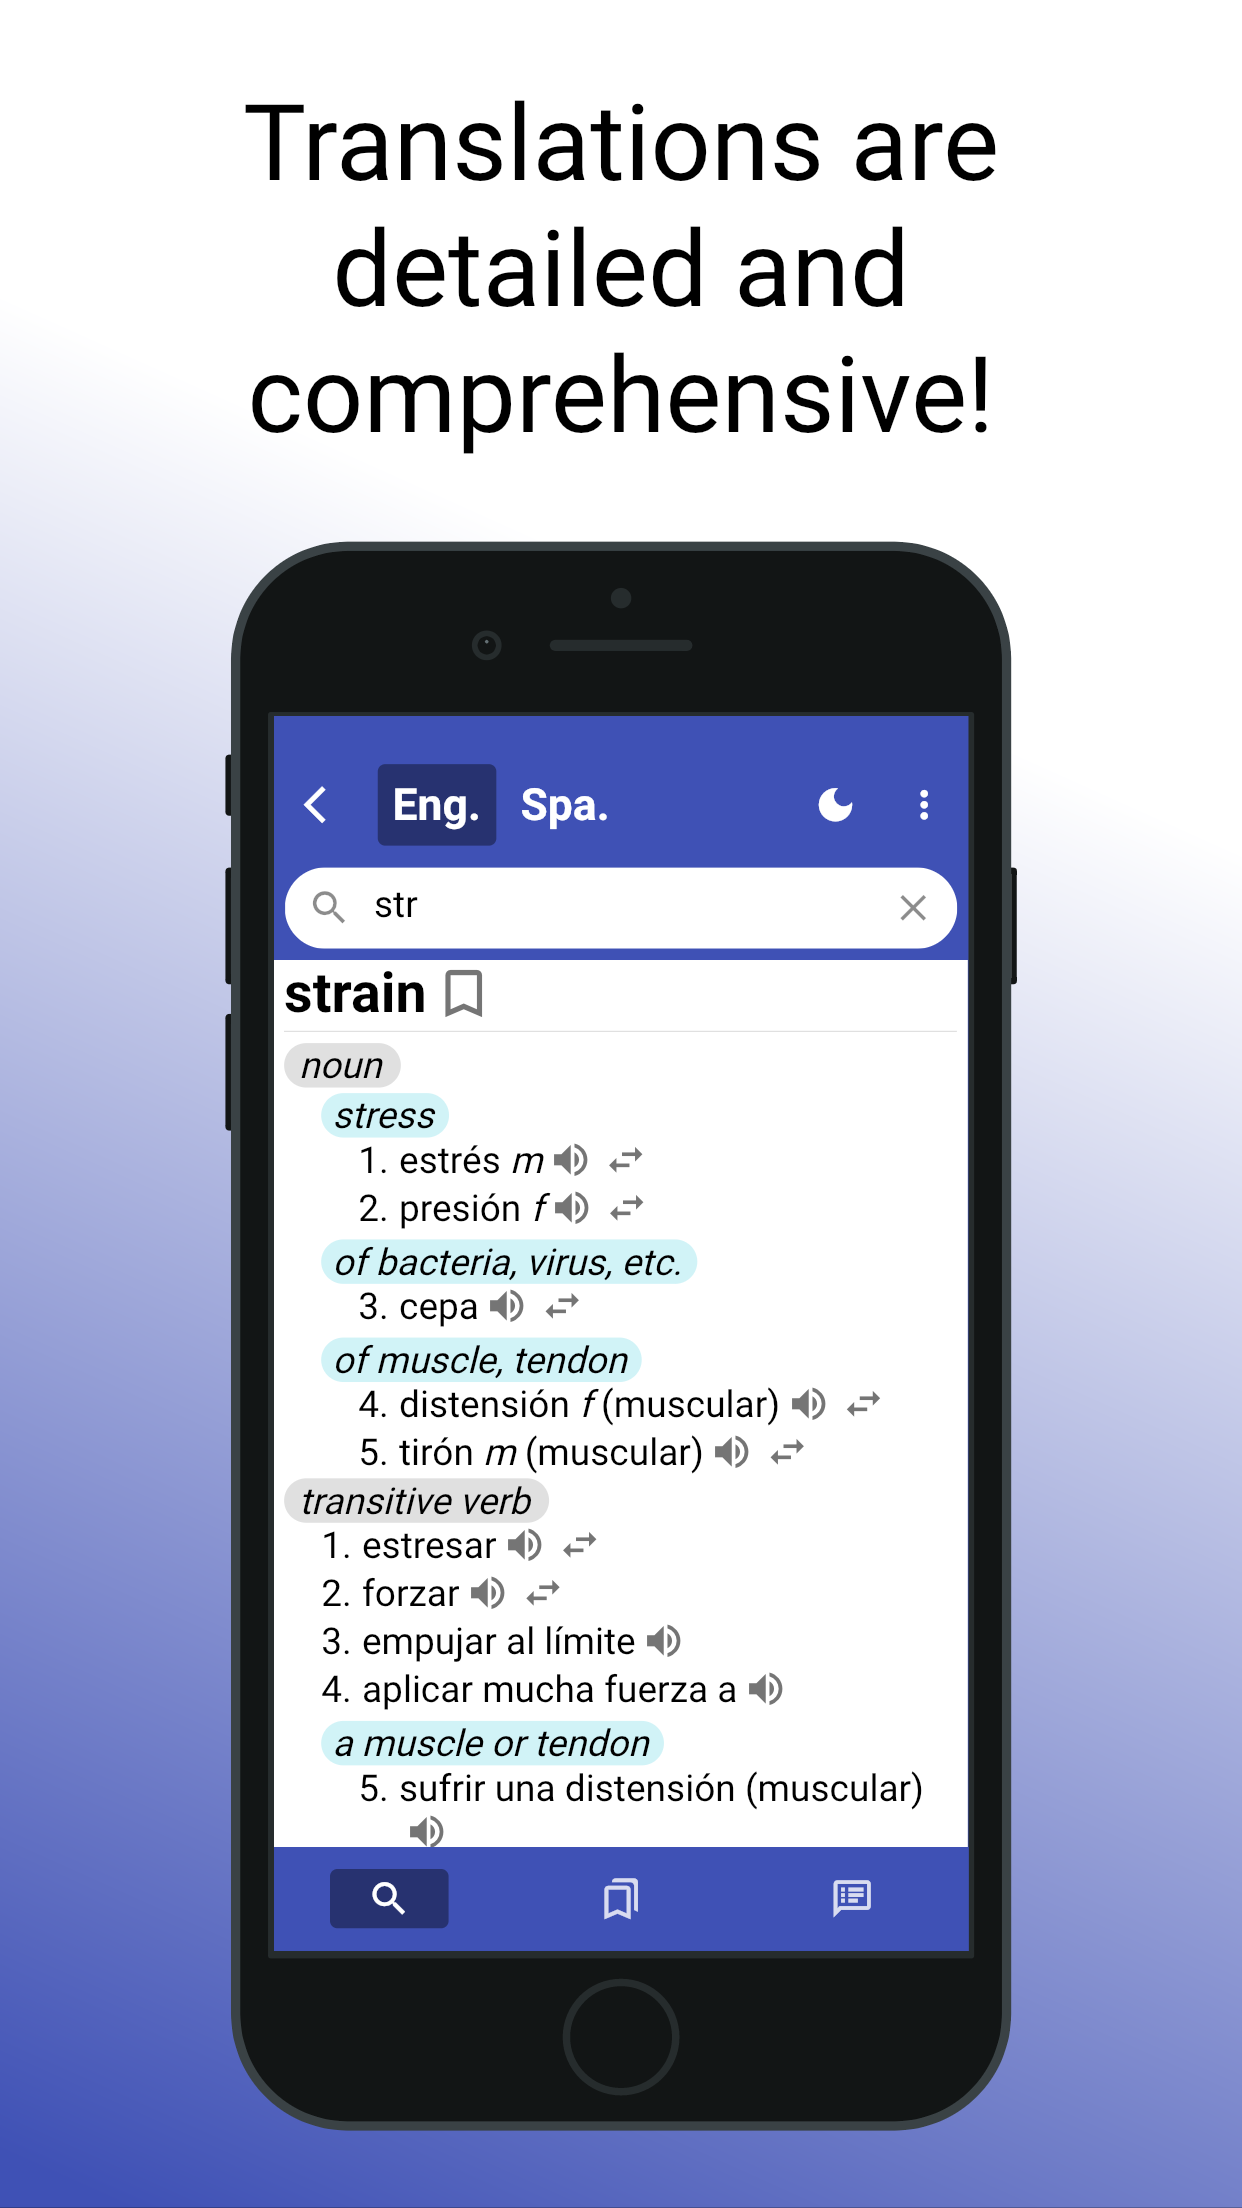 Translations are
detailed and
comprehensive!
Eng. Spa.
str
strain
noun
stress
1. estrés m
2. presión f
of bacteria, virus, etc.
3. cepa
of muscle, tendon
4. distensión f (muscular)
5. tirón m (muscular)
transitive verb
1. estresar
2. forzar
3. empujar al límite
4. aplicar mucha fuerza a
a muscle or tendon
5. sufrir una distensión (muscular)